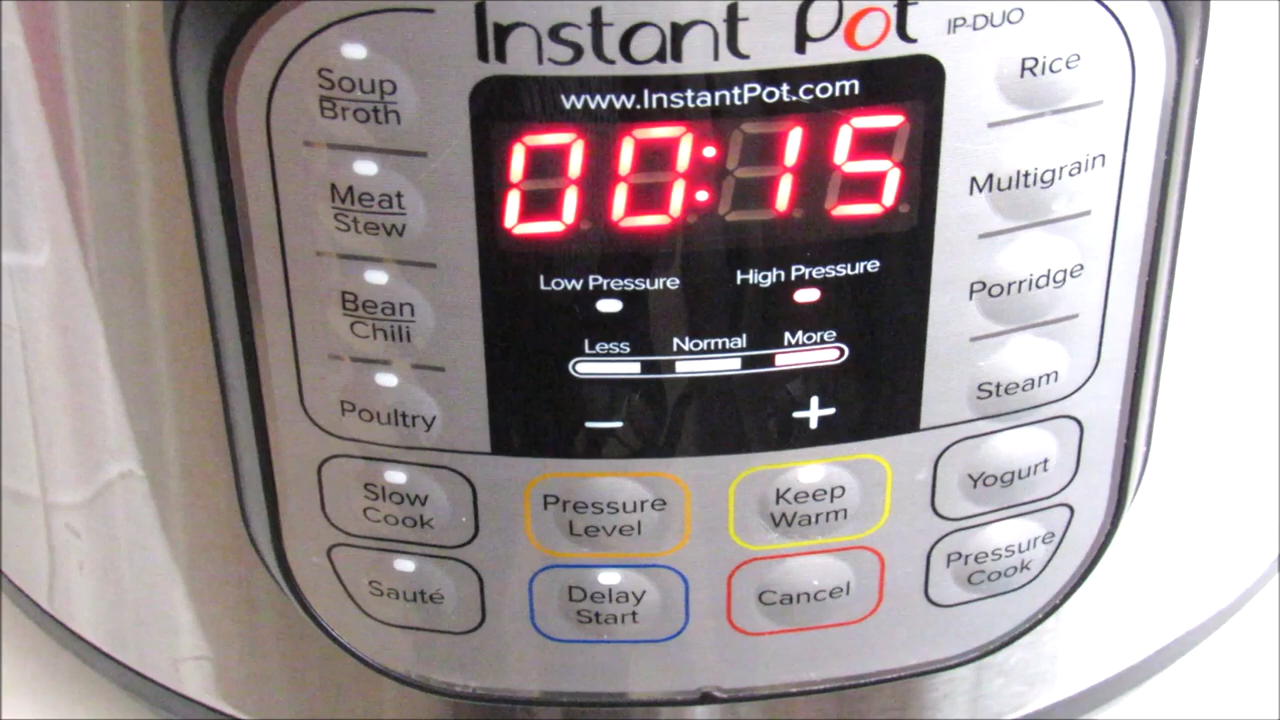 Instant Pot IP-DUO
www.InstantPot.com
00:15
Low Pressure High Pressure
Less Normal More
− +
Soup
Broth
Meat
Stew
Bean
Chili
Poultry
Slow
Cook
Sauté
Pressure
Level
Delay
Start
Keep
Warm
Cancel
Rice
Multigrain
Porridge
Steam
Yogurt
Pressure
Cook